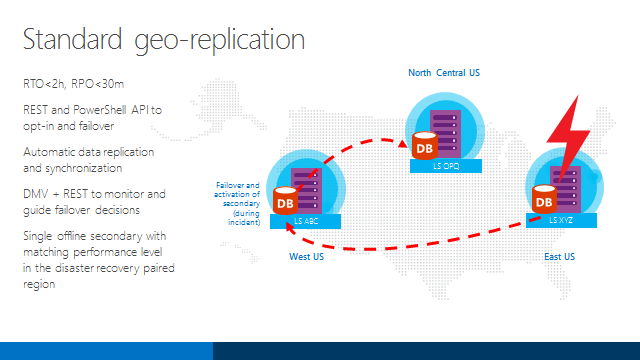 Standard geo-replication
RTO<2h, RPO<30m
REST and PowerShell API to
opt-in and failover
Automatic data replication
and synchronization
DMV + REST to monitor and
guide failover decisions
Single offline secondary with
matching performance level
in the disaster recovery paired
region
North Central US
DB
LS OPQ
Failover and
activation of
secondary
(during
incident)
DB
LS ABC
West US
DB
LS XYZ
East US